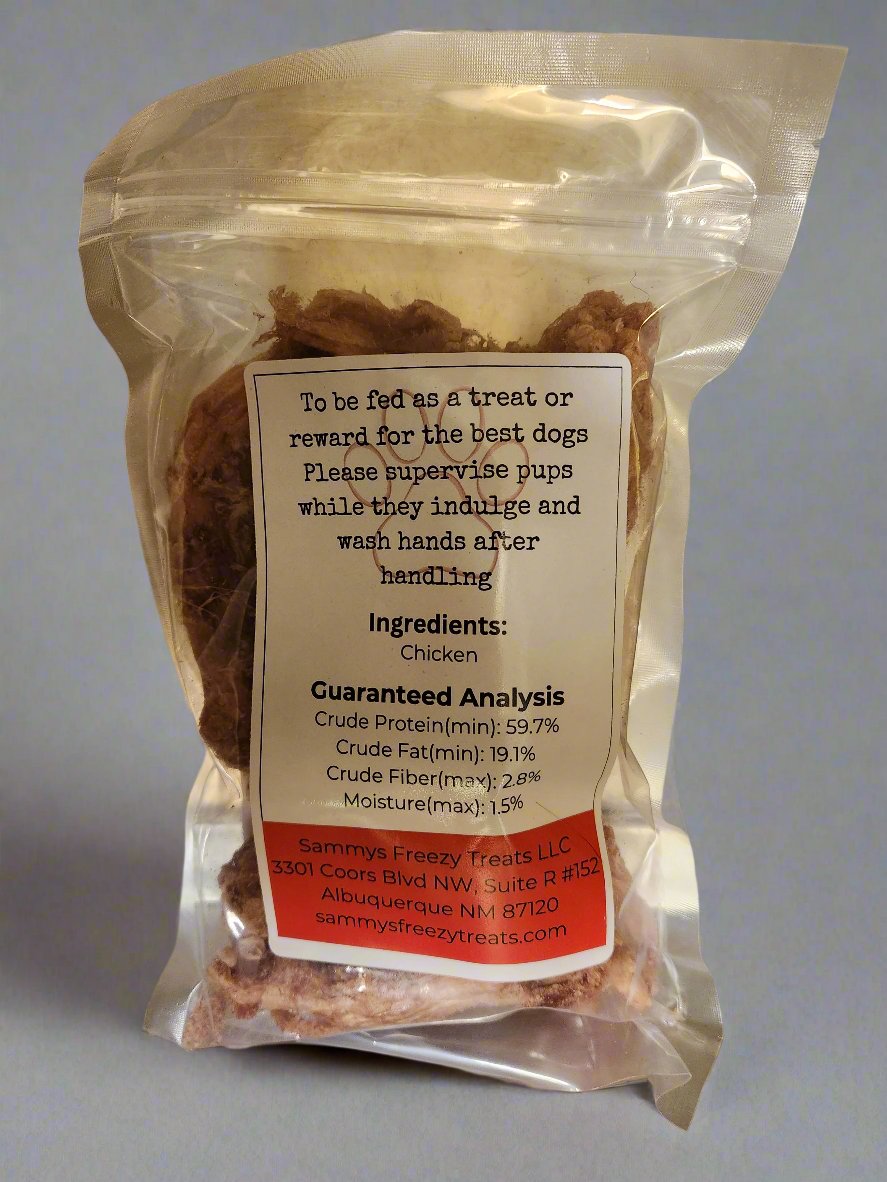 To be fed as a treat or
reward for the best dogs
Please supervise pups
while they indulge and
wash hands after
handling
Ingredients:
Chicken
Guaranteed Analysis
Crude Protein(min): 59.7%
Crude Fat(min): 19.1%
Crude Fiber(max): 2.8%
Moisture(max): 1.5%
Sammys Freezy Treats LLC
3301 Coors Blvd NW, Suite R #152
Albuquerque NM 87120
sammysfreezytreats.com